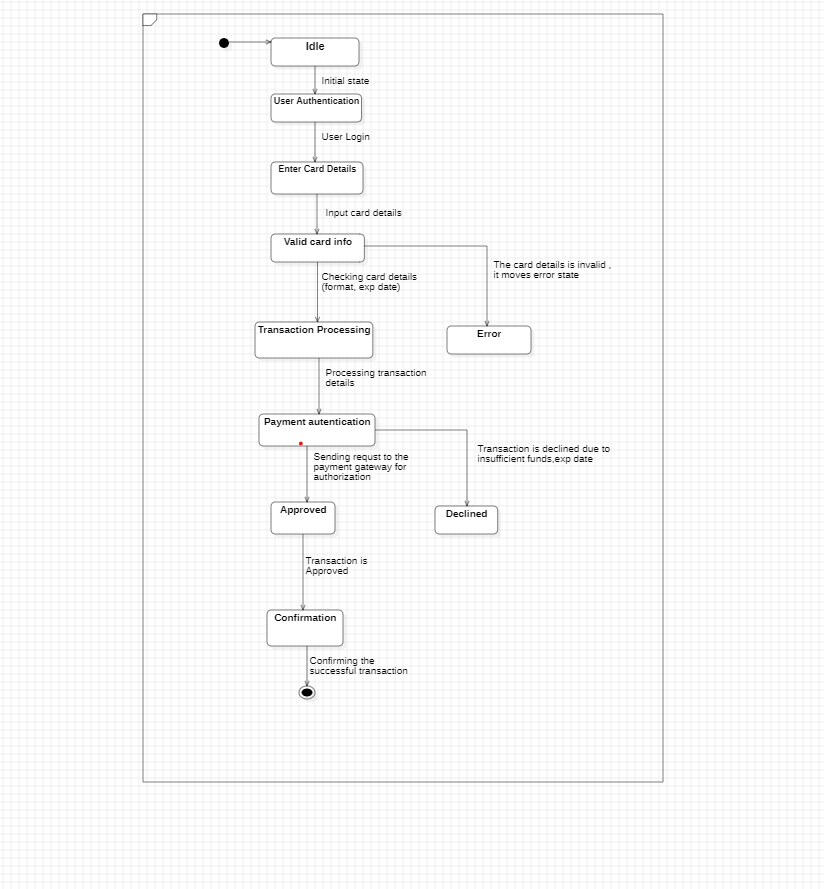 Idle
Initial state
User Authentication
User Login
Enter Card Details
Input card details
Valid card info
The card details is invalid ,
it moves error state
Checking card details
(format, exp date)
Transaction Processing
Error
Processing transaction
details
Payment autentication
Transaction is declined due to
insufficient funds,exp date
Sending requst to the
payment gateway for
authorization
Approved
Declined
Transaction is
Approved
Confirmation
Confirming the
successful transaction